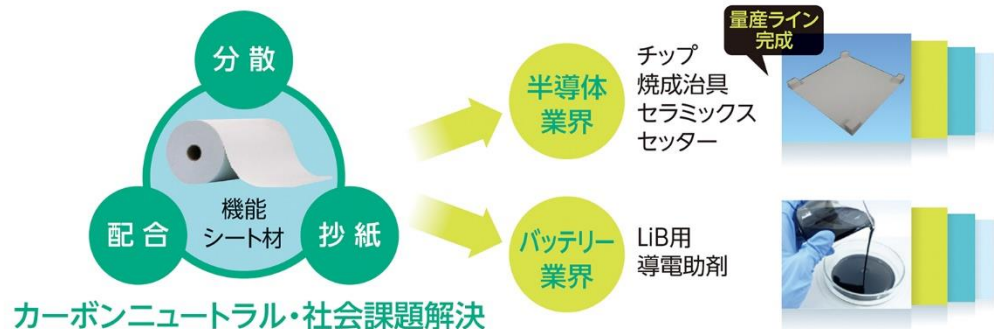 分散
配合
抄紙
機能
シート材
カーボンニュートラル・社会課題解決
半導体
業界
チップ
焼成治具
セラミックス
セッター
量産ライン
完成
バッテリー
業界
LiB用
導電助剤